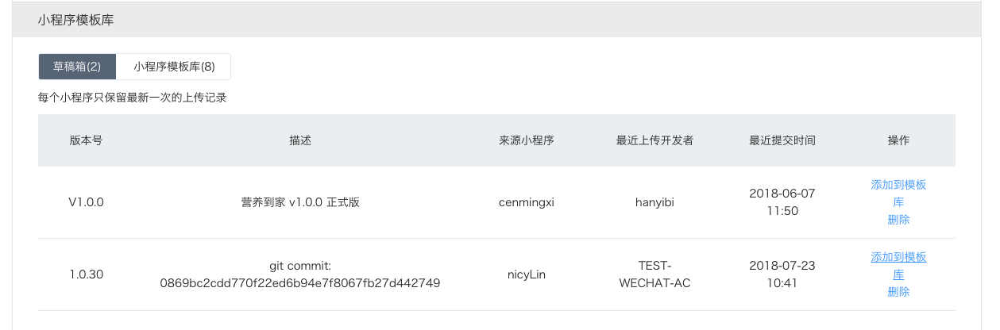 小程序模板库
草稿箱(2) 小程序模板库(8)
每个小程序只保留最新一次的上传记录
版本号 描述 来源小程序 最近上传开发者 最近提交时间 操作
V1.0.0 营养到家 v1.0.0 正式版 cenmingxi hanyibi 2018-06-07 11:50 添加到模板库 删除
1.0.30 git commit: 0869bc2cdd770f22ed6b94e7f8067fb27d442749 nicyLin TEST-WECHAT-AC 2018-07-23 10:41 添加到模板库 删除